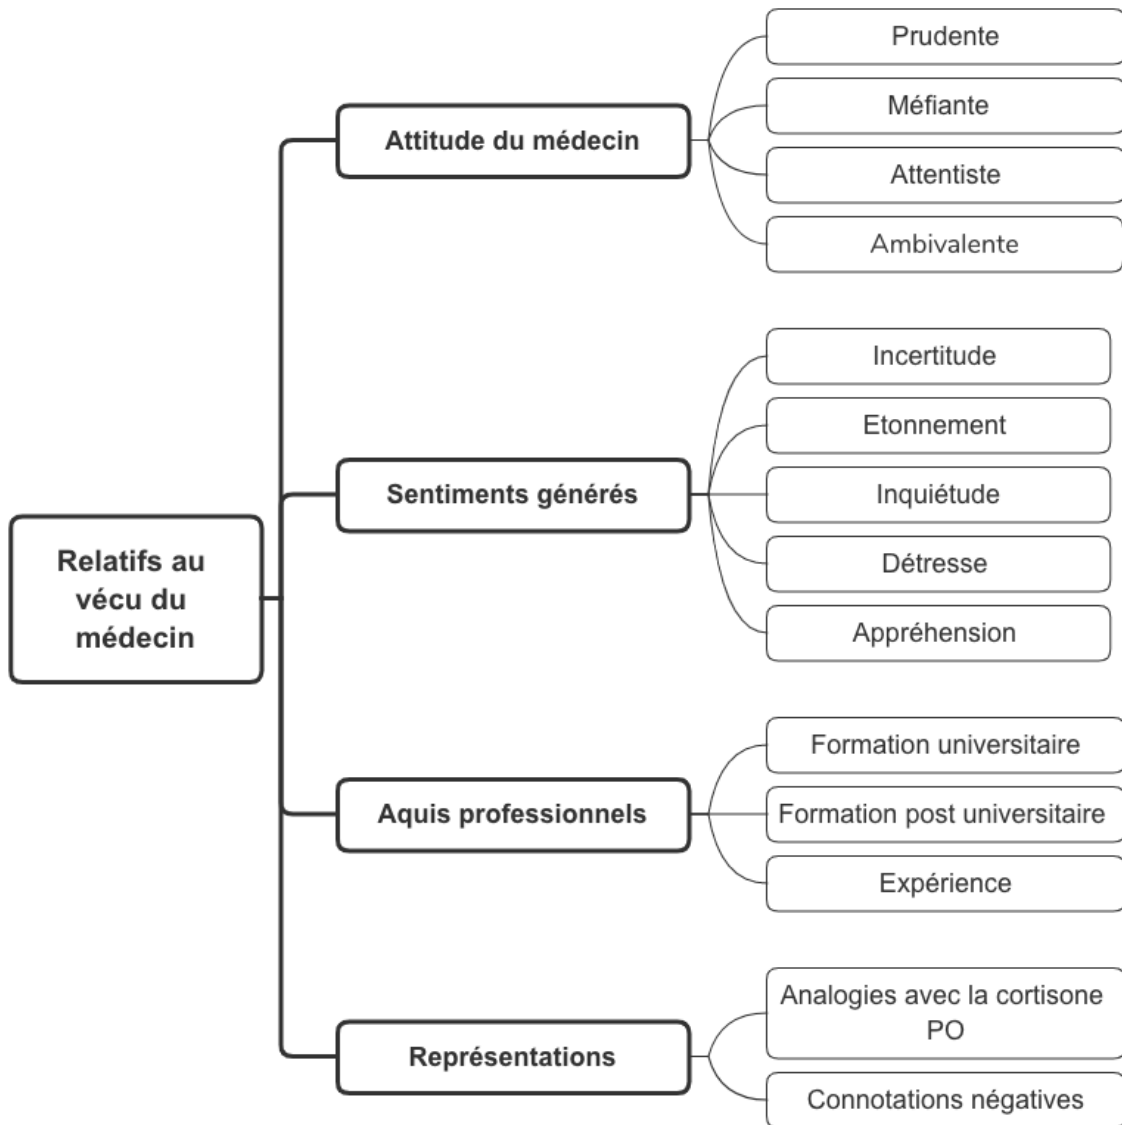 Relatifs au
vécu du
médecin
Attitude du médecin
Prudente
Méfiante
Attentiste
Ambivalente
Sentiments générés
Incertitude
Etonnement
Inquiétude
Détresse
Appréhension
Aquis professionnels
Formation universitaire
Formation post universitaire
Expérience
Représentations
Analogies avec la cortisone
PO
Connotations négatives